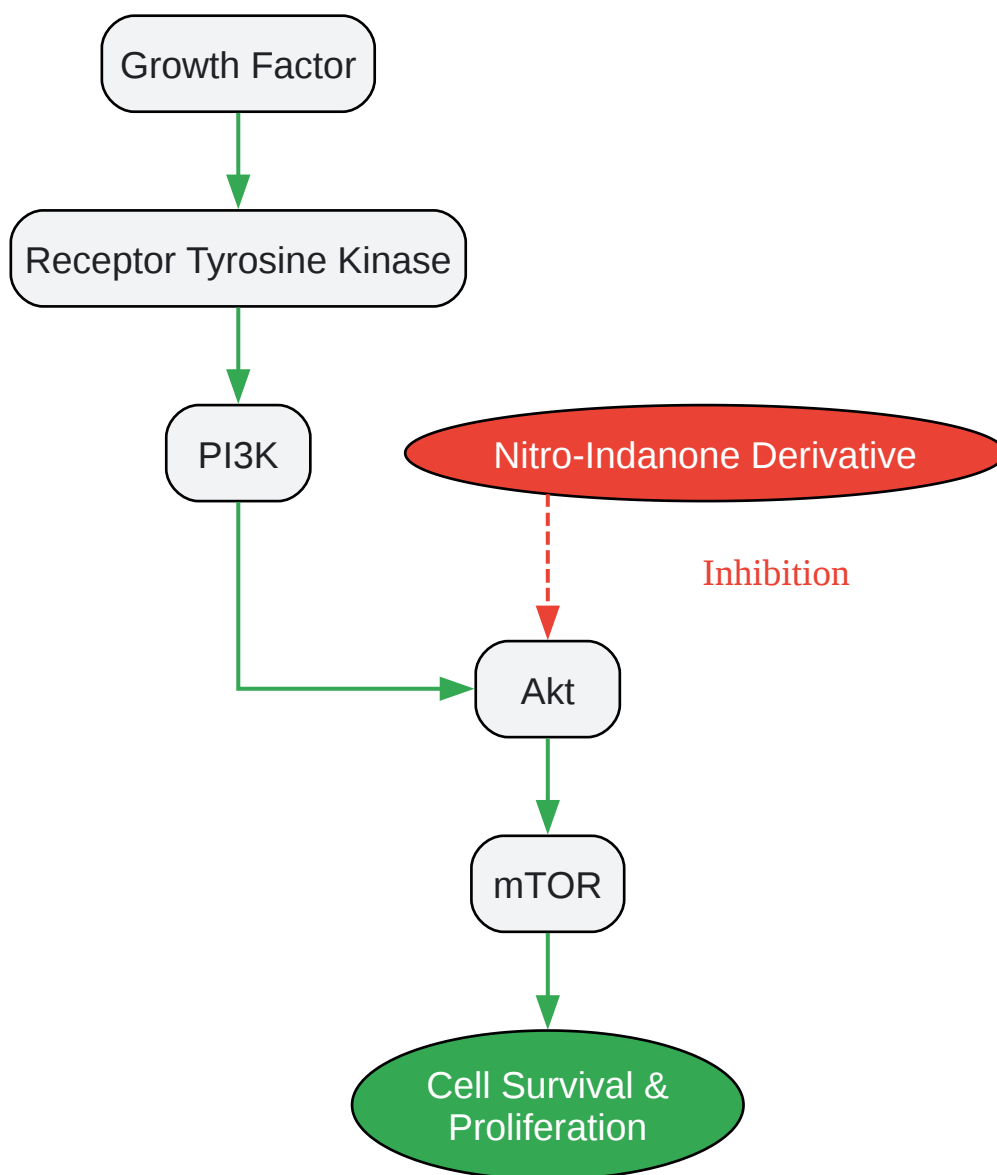 Growth Factor
Receptor Tyrosine Kinase
PI3K
Nitro-Indanone Derivative
Inhibition
Akt
mTOR
Cell Survival &
Proliferation